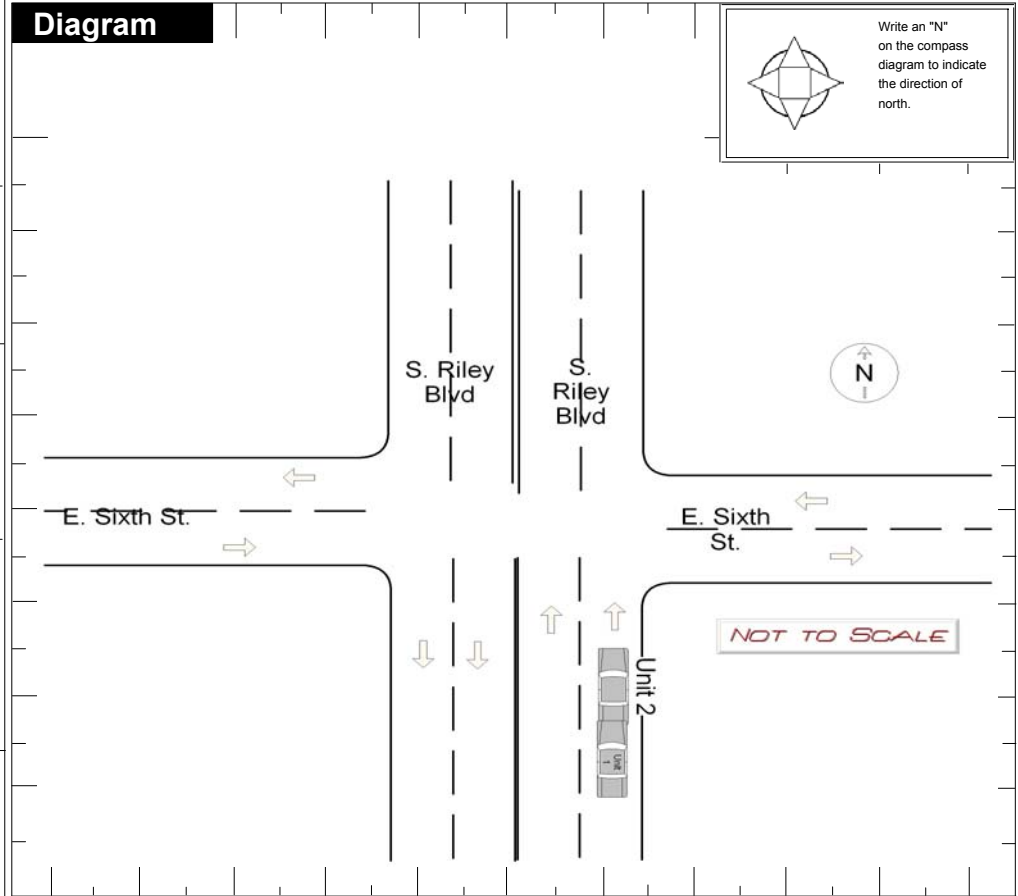 Diagram
Write an "N"
on the compass
diagram to indicate
the direction of
north.
S. Riley
Blvd
S.
Riley
Blvd
N
E. Sixth St.
E. Sixth
St.
NOT TO SCALE
Unit 2
Unit
1